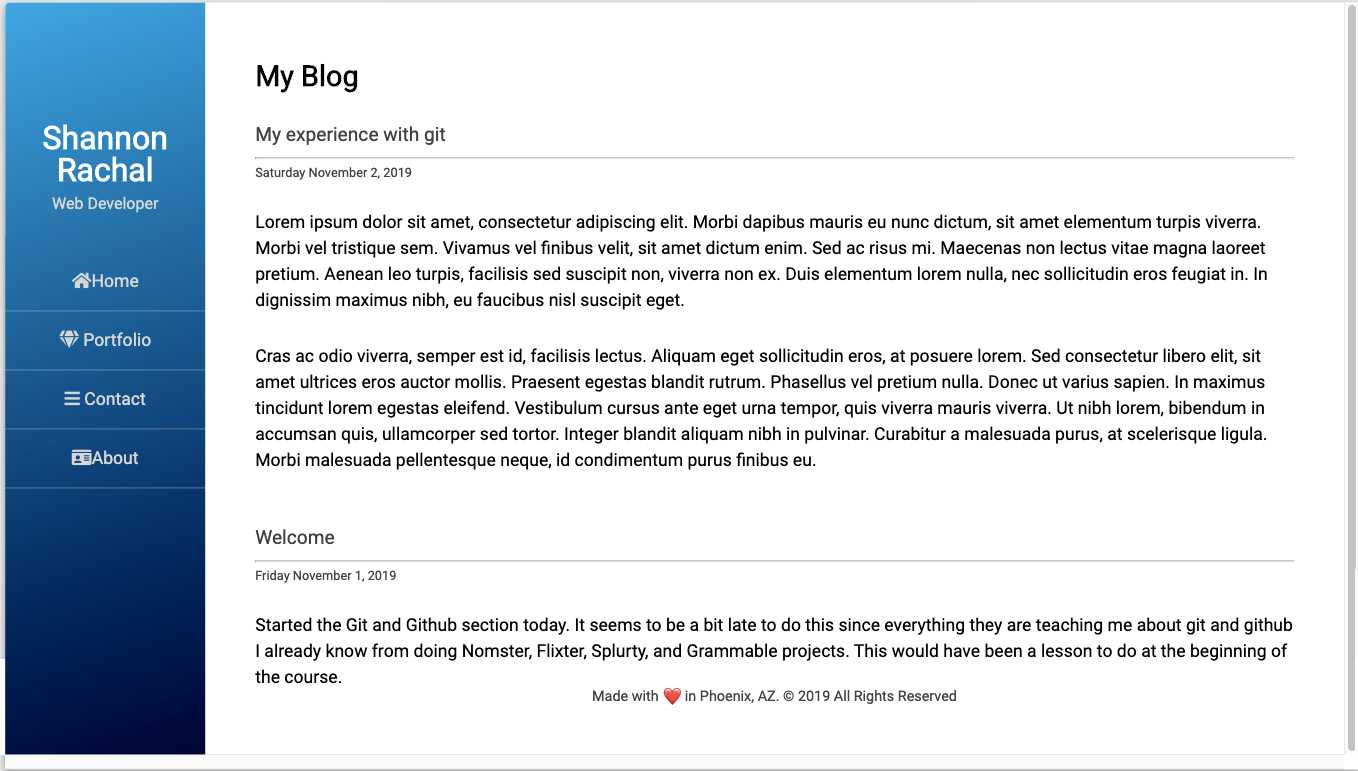 Shannon
Rachal
Web Developer
Home
Portfolio
Contact
About
My Blog
My experience with git
Saturday November 2, 2019
Lorem ipsum dolor sit amet, consectetur adipiscing elit. Morbi dapibus mauris eu nunc dictum, sit amet elementum turpis viverra.
Morbi vel tristique sem. Vivamus vel finibus velit, sit amet dictum enim. Sed ac risus mi. Maecenas non lectus vitae magna laoreet
pretium. Aenean leo turpis, facilisis sed suscipit non, viverra non ex. Duis elementum lorem nulla, nec sollicitudin eros feugiat in. In
dignissim maximus nibh, eu faucibus nisl suscipit eget.
Cras ac odio viverra, semper est id, facilisis lectus. Aliquam eget sollicitudin eros, at posuere lorem. Sed consectetur libero elit, sit
amet ultrices eros auctor mollis. Praesent egestas blandit rutrum. Phasellus vel pretium nulla. Donec ut varius sapien. In maximus
tincidunt lorem egestas eleifend. Vestibulum cursus ante eget urna tempor, quis viverra mauris viverra. Ut nibh lorem, bibendum in
accumsan quis, ullamcorper sed tortor. Integer blandit aliquam nibh in pulvinar. Curabitur a malesuada purus, at scelerisque ligula.
Morbi malesuada pellentesque neque, id condimentum purus finibus eu.
Welcome
Friday November 1, 2019
Started the Git and Github section today. It seems to be a bit late to do this since everything they are teaching me about git and github
I already know from doing Nomster, Flixter, Splurty, and Grammable projects. This would have been a lesson to do at the beginning of
the course.
Made with ❤️ in Phoenix, AZ. © 2019 All Rights Reserved